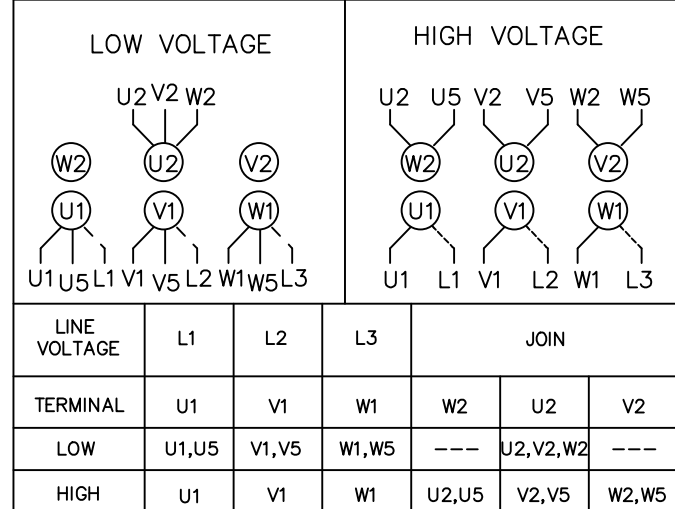 LOW VOLTAGE
U2 V2 W2
W2 U2 V2
U1 V1 W1
U1 U5 L1 V1 V5 L2 W1 W5 L3
HIGH VOLTAGE
U2 U5 V2 V5 W2 W5
W2 U2 V2
U1 V1 W1
U1 L1 V1 L2 W1 L3
LINE
VOLTAGE L1 L2 L3 JOIN
TERMINAL U1 V1 W1 W2 U2 V2
LOW U1,U5 V1,V5 W1,W5 --- U2,V2,W2 ---
HIGH U1 V1 W1 U2,U5 V2,V5 W2,W5